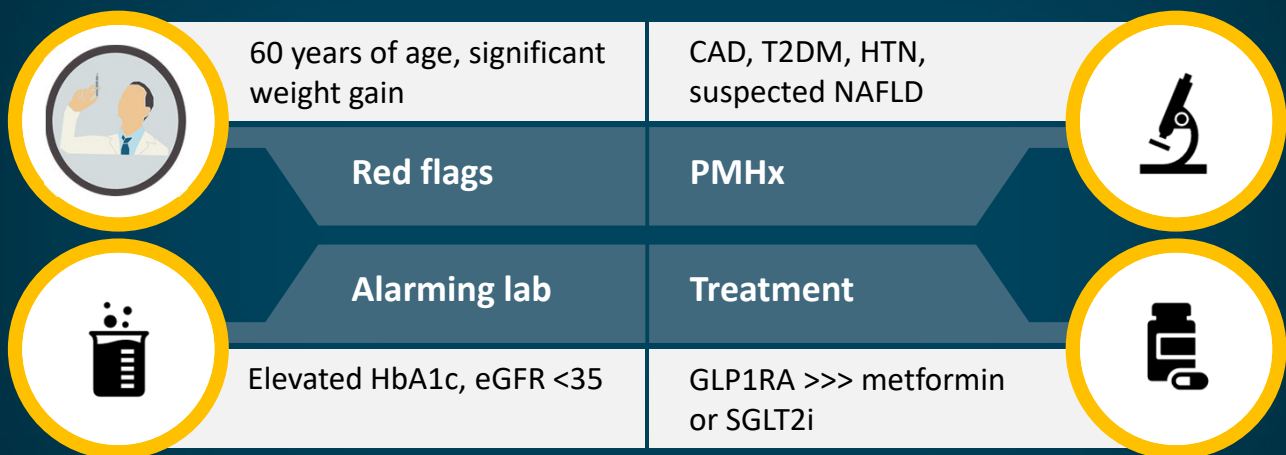 60 years of age, significant
weight gain
CAD, T2DM, HTN,
suspected NAFLD
Red flags
PMHx
Alarming lab
Treatment
Elevated HbA1c, eGFR <35
GLP1RA >>> metformin
or SGLT2i